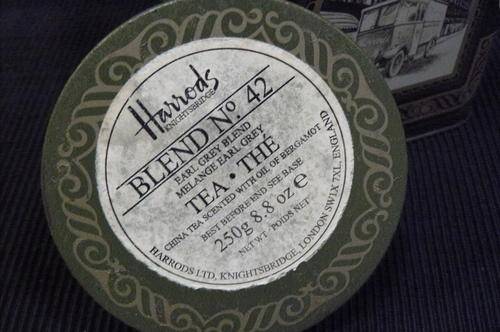 Harrods
KNIGHTSBRIDGE
BLEND Nº. 42
EARL GREY BLEND
MELANGE EARL GREY
TEA • THÉ
CHINA TEA SCENTED WITH OIL OF BERGAMOT
BEST BEFORE END SEE BASE
250g 8.8 oz ℮
NET WT. POIDS NET
HARRODS LTD, KNIGHTSBRIDGE, LONDON SW1X 7XL, ENGLAND